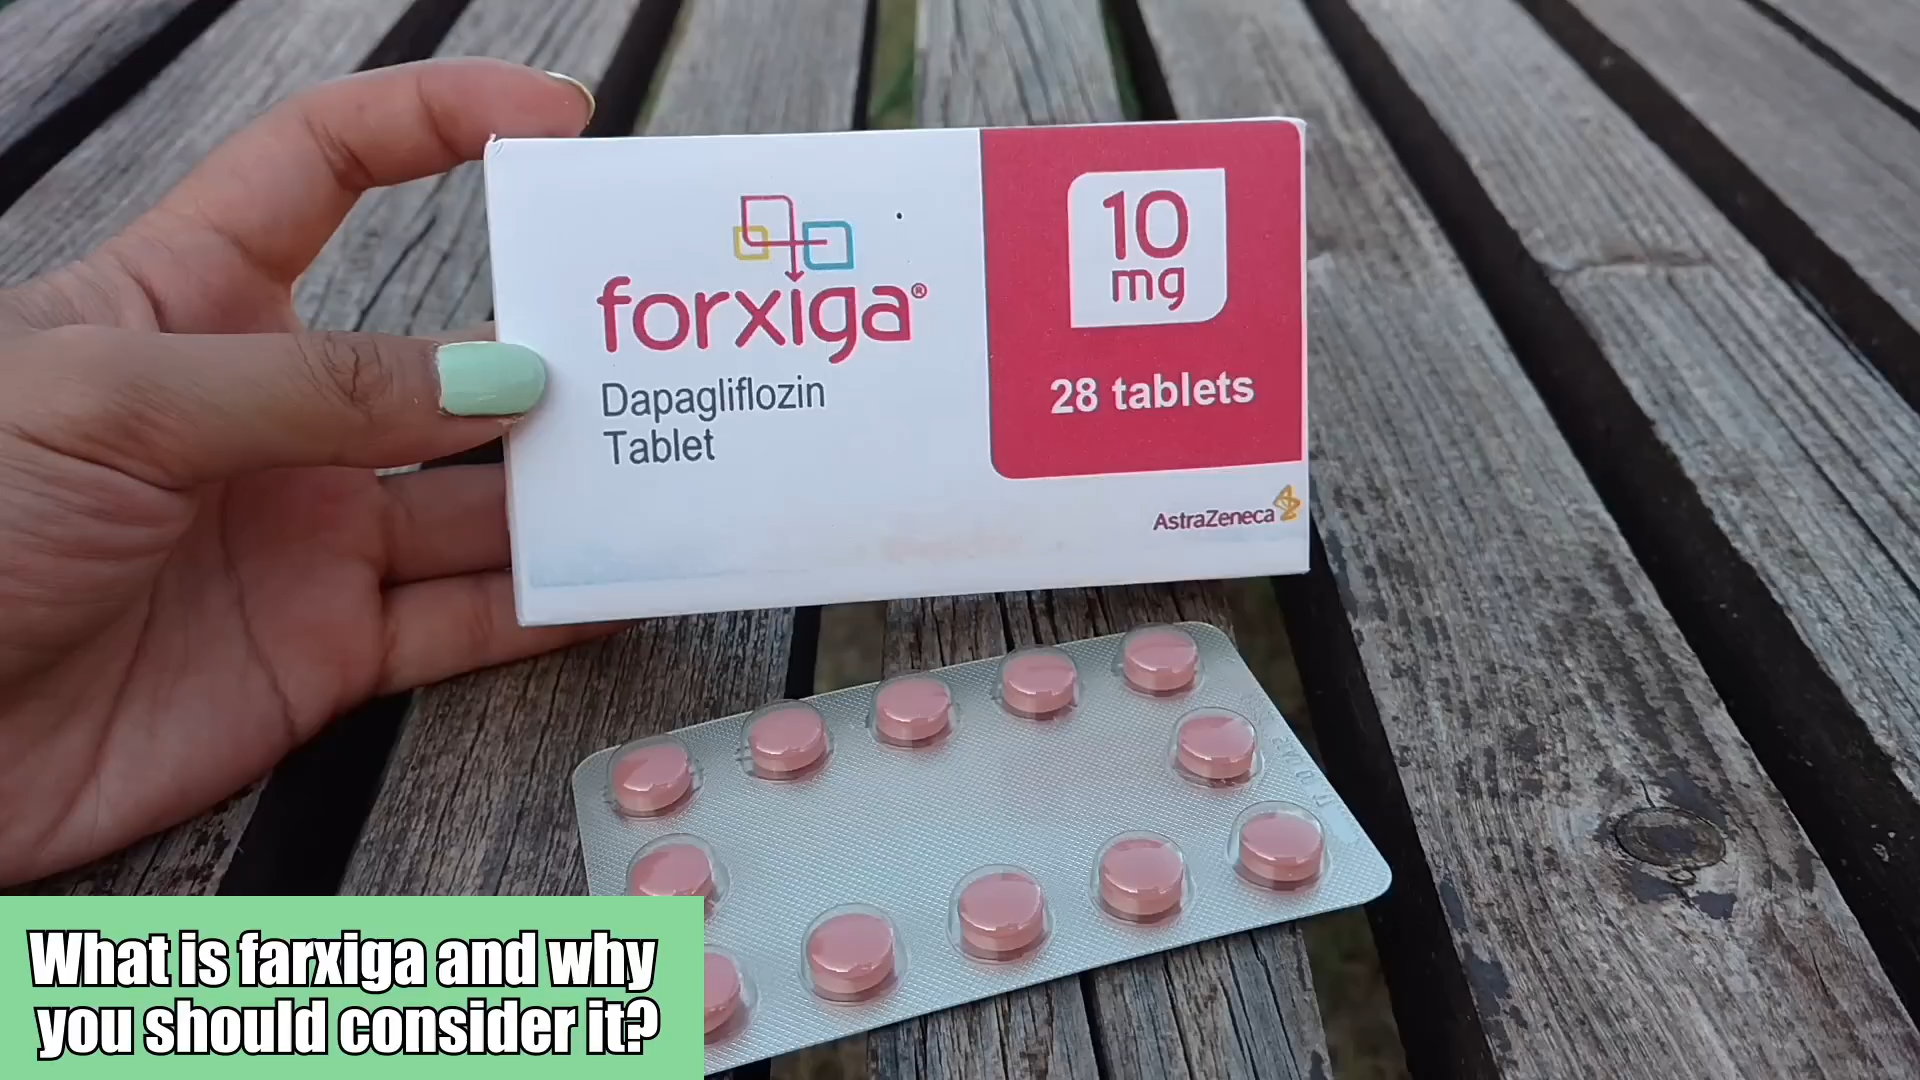 forxiga®
Dapagliflozin
Tablet
10
mg
28 tablets
AstraZeneca
What is farxiga and why
you should consider it?